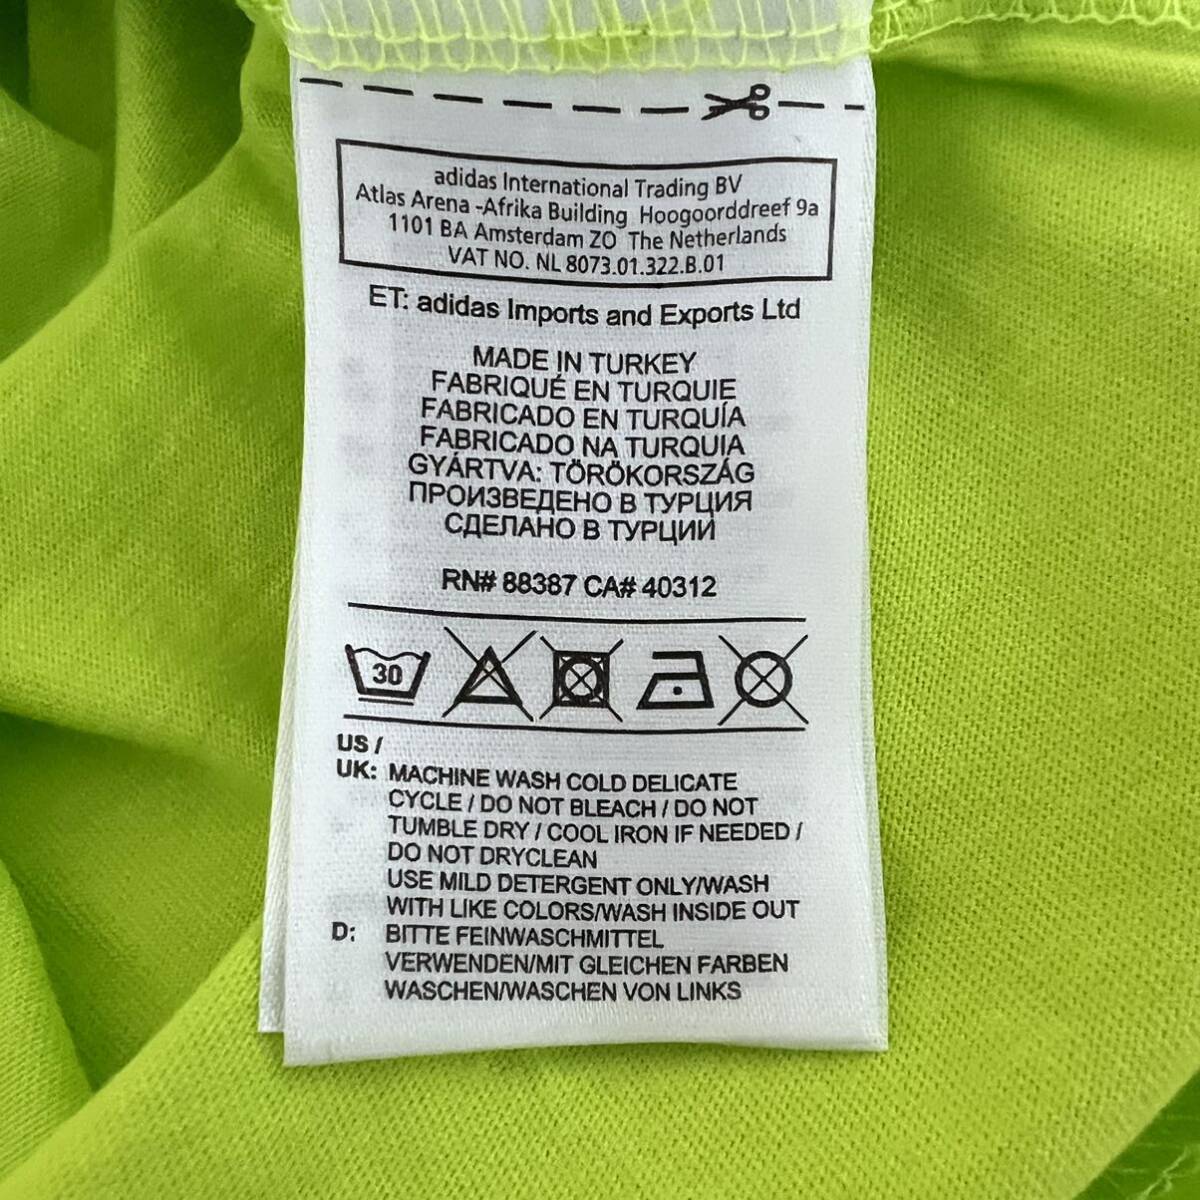 adidas International Trading BV
Atlas Arena -Afrika Building Hoogoorddreef 9a
1101 BA Amsterdam ZO The Netherlands
VAT NO. NL 8073.01.322.B.01
ET: adidas Imports and Exports Ltd
MADE IN TURKEY
FABRIQUÉ EN TURQUIE
FABRICADO EN TURQUÍA
FABRICADO NA TURQUIA
GYÁRTVA: TÖRÖKORSZÁG
ПРОИЗВЕДЕНО В ТУРЦИЯ
СДЕЛАНО В ТУРЦИИ
RN# 88387 CA# 40312
30
US /
UK: MACHINE WASH COLD DELICATE
CYCLE / DO NOT BLEACH / DO NOT
TUMBLE DRY / COOL IRON IF NEEDED /
DO NOT DRYCLEAN
USE MILD DETERGENT ONLY/WASH
WITH LIKE COLORS/WASH INSIDE OUT
D: BITTE FEINWASCHMITTEL
VERWENDEN/MIT GLEICHEN FARBEN
WASCHEN/WASCHEN VON LINKS